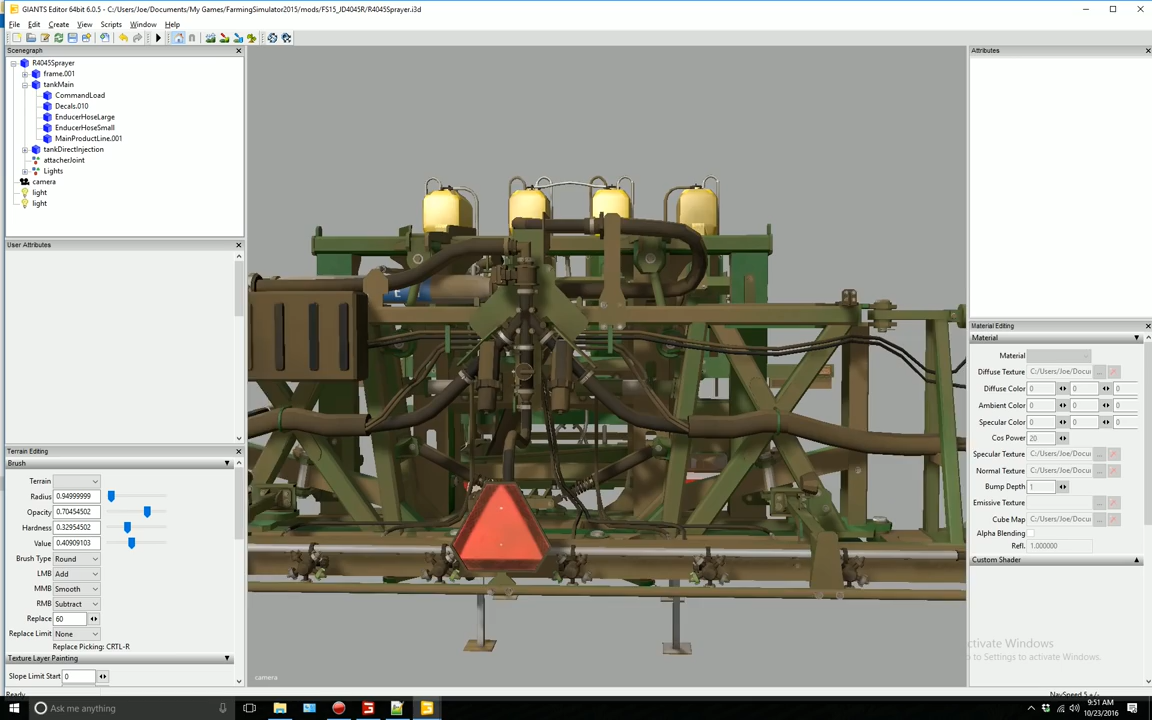 GIANTS Editor 64bit 6.0.5 - C:/Users/Joe/Documents/My Games/FarmingSimulator2015/mods/FS15_JD4045R/R4045Sprayer.i3d
File Edit Create View Scripts Window Help
Scenegraph
R4045Sprayer
frame.001
tankMain
CommandLoad
Decals.010
EnducerHoseLarge
EnducerHoseSmall
MainProductLine.001
tankDirectInjection
attacherJoint
Lights
camera
light
light
User Attributes
Terrain Editing
Brush
Terrain
Radius 0.94999999
Opacity 0.70454502
Hardness 0.32954502
Value 0.40909103
Brush Type Round
LMB Add
MMB Smooth
RMB Subtract
Replace 60
Replace Limit None
Replace Picking: CRTL-R
Texture Layer Painting
Slope Limit Start 0
Ready
camera
Attributes
Material Editing
Material
Material
Diffuse Texture C:/Users/Joe/Docu ...
Diffuse Color 0 0 0
Ambient Color 0 0 0
Specular Color 0 0 0
Cos Power 20
Specular Texture C:/Users/Joe/Docu ...
Normal Texture C:/Users/Joe/Docu ...
Bump Depth 1
Emissive Texture ...
Cube Map C:/Users/Joe/Docu ...
Alpha Blending
Refl. 1.000000
Custom Shader
ctivate Windows
o to Settings to activate Windows.
NavSpeed 5 +/-
Ask me anything
9:51 AM
10/23/2016